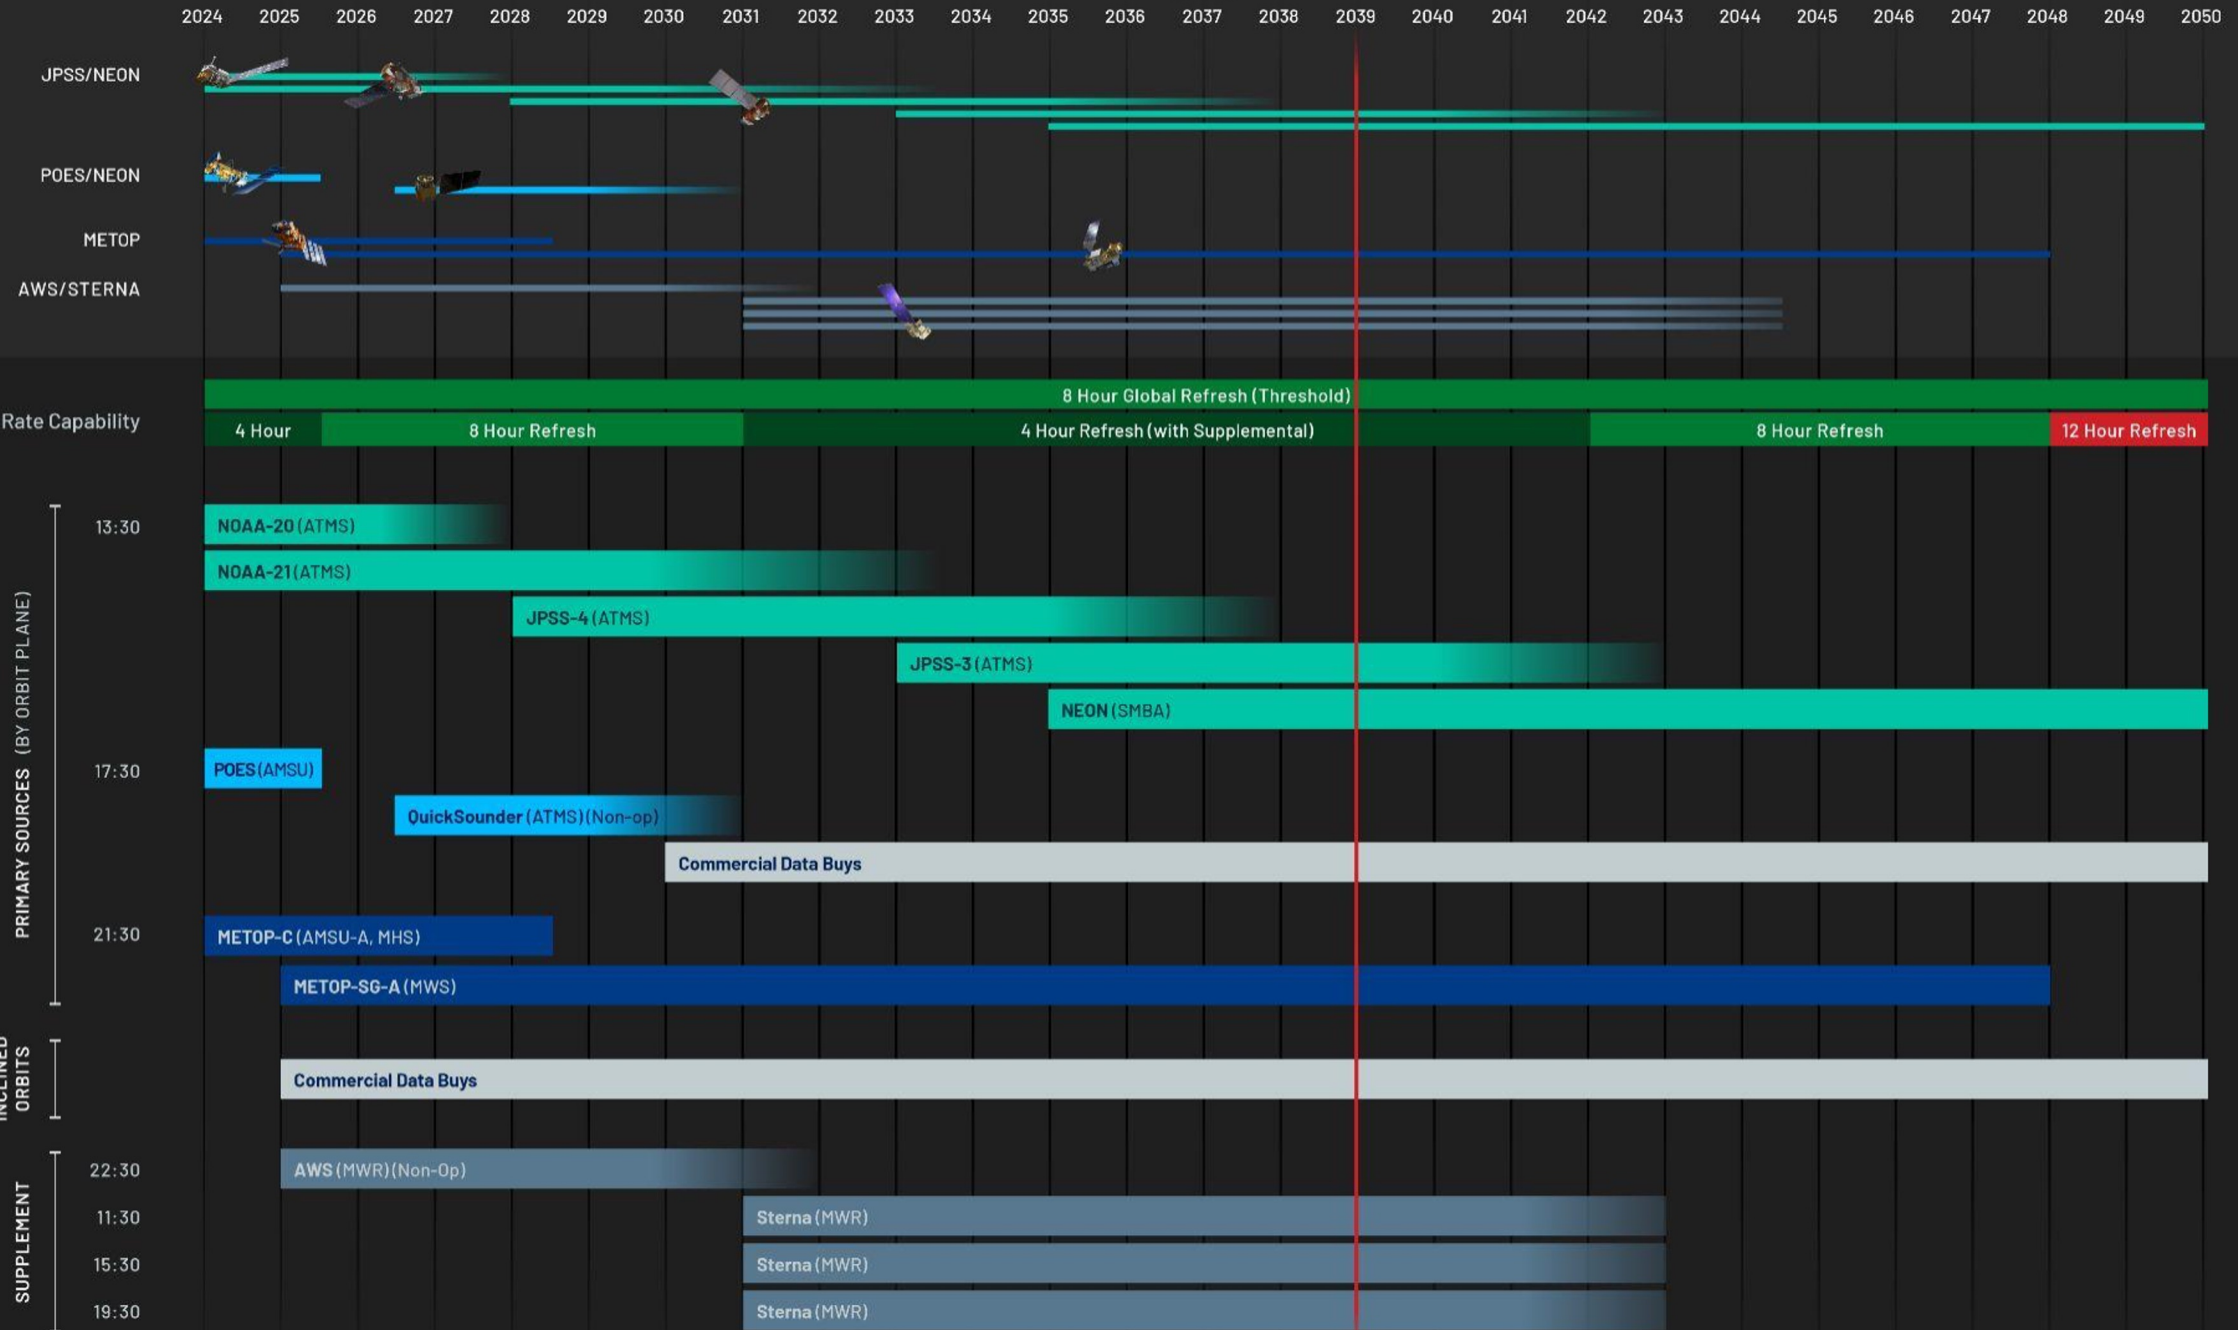 2024 2025 2026 2027 2028 2029 2030 2031 2032 2033 2034 2035 2036 2037 2038 2039 2040 2041 2042 2043 2044 2045 2046 2047 2048 2049 2050
JPSS/NEON
POES/NEON
METOP
AWS/STERNA
8 Hour Global Refresh (Threshold)
Rate Capability
4 Hour 8 Hour Refresh 4 Hour Refresh (with Supplemental) 8 Hour Refresh 12 Hour Refresh
PRIMARY SOURCES (BY ORBIT PLANE)
13:30 NOAA-20 (ATMS)
NOAA-21 (ATMS)
JPSS-4 (ATMS)
JPSS-3 (ATMS)
NEON (SMBA)
17:30 POES (AMSU)
QuickSounder (ATMS) (Non-op)
Commercial Data Buys
21:30 METOP-C (AMSU-A, MHS)
METOP-SG-A (MWS)
ORBITS
Commercial Data Buys
SUPPLEMENT
22:30 AWS (MWR) (Non-Op)
11:30 Sterna (MWR)
15:30 Sterna (MWR)
19:30 Sterna (MWR)